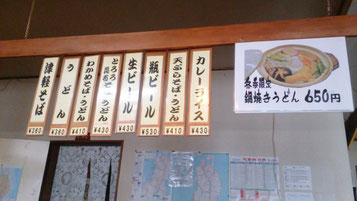 カレーライス
¥430
天ぷらそば・うどん
¥410
瓶ビール
¥530
生ビール
¥430
とろろ昆布そば・うどん
¥430
わかめそば・うどん
¥410
うどん
¥360
津軽そば
¥360
冬季限定
鍋焼きうどん 650円